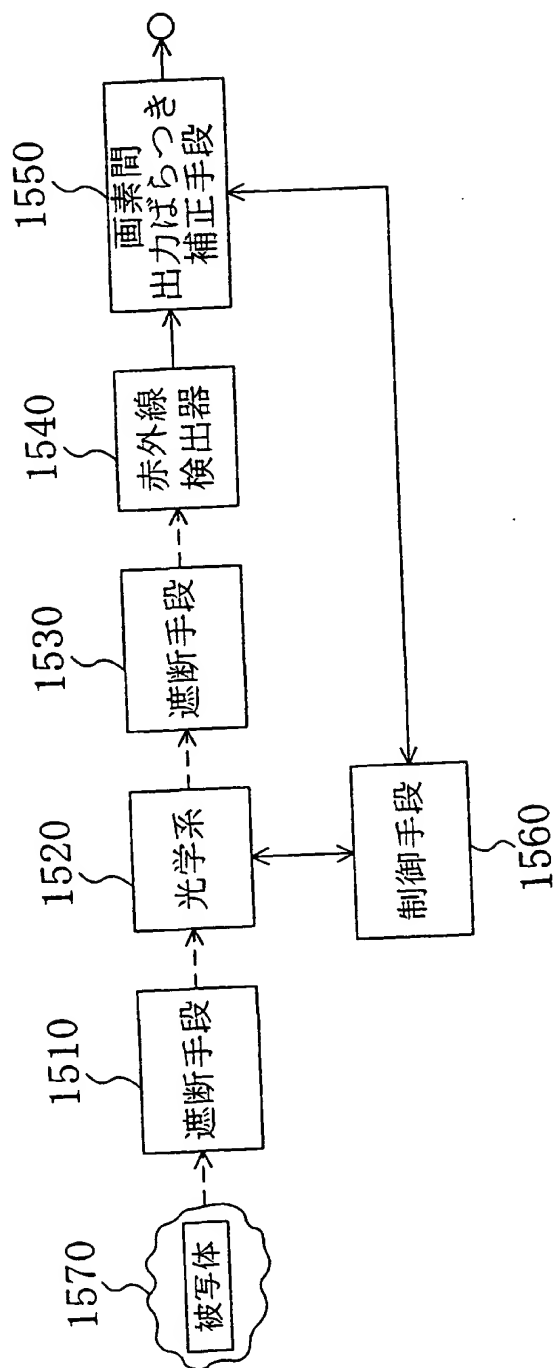 1570
被写体
1510
遮断手段
1520
光学系
1530
遮断手段
1540
赤外線
検出器
1550
画素間
出力ばらつき
補正手段
制御手段
1560